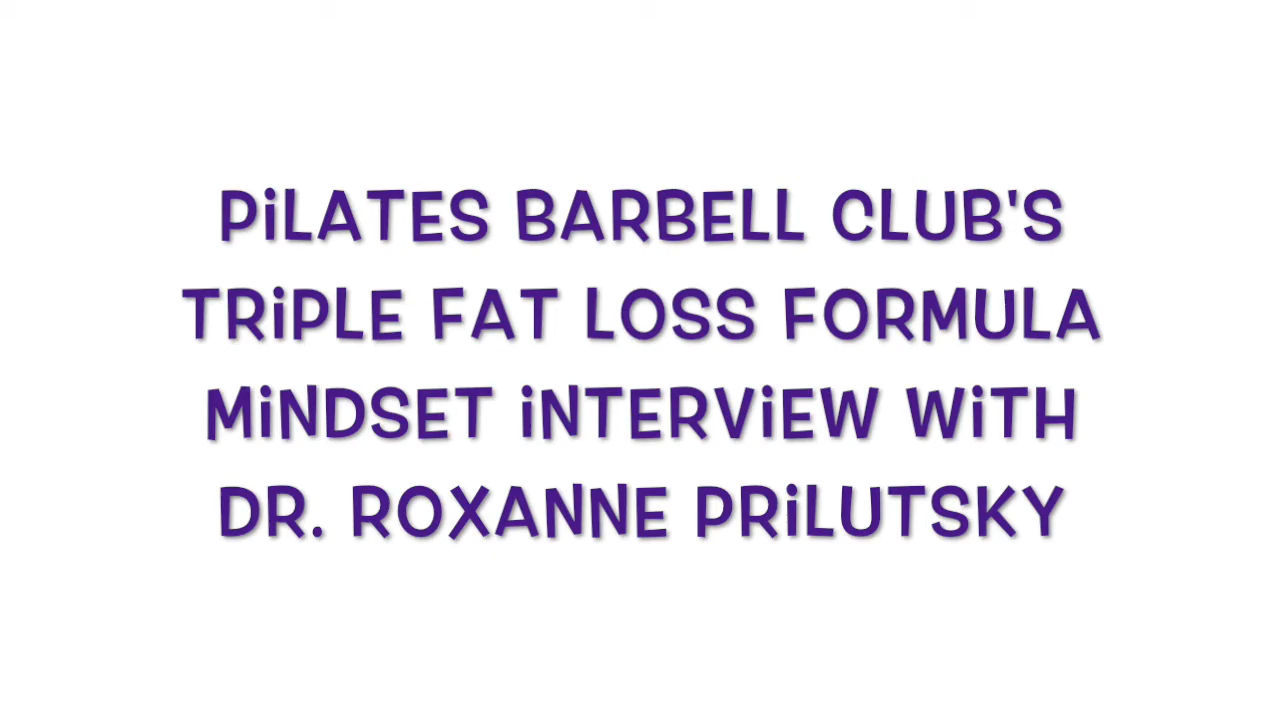 PiLATES BARBELL CLUB'S
TRiPLE FAT LOSS FORMULA
MiNDSET iNTERViEW WiTH
DR. ROXANNE PRiLUTSKY